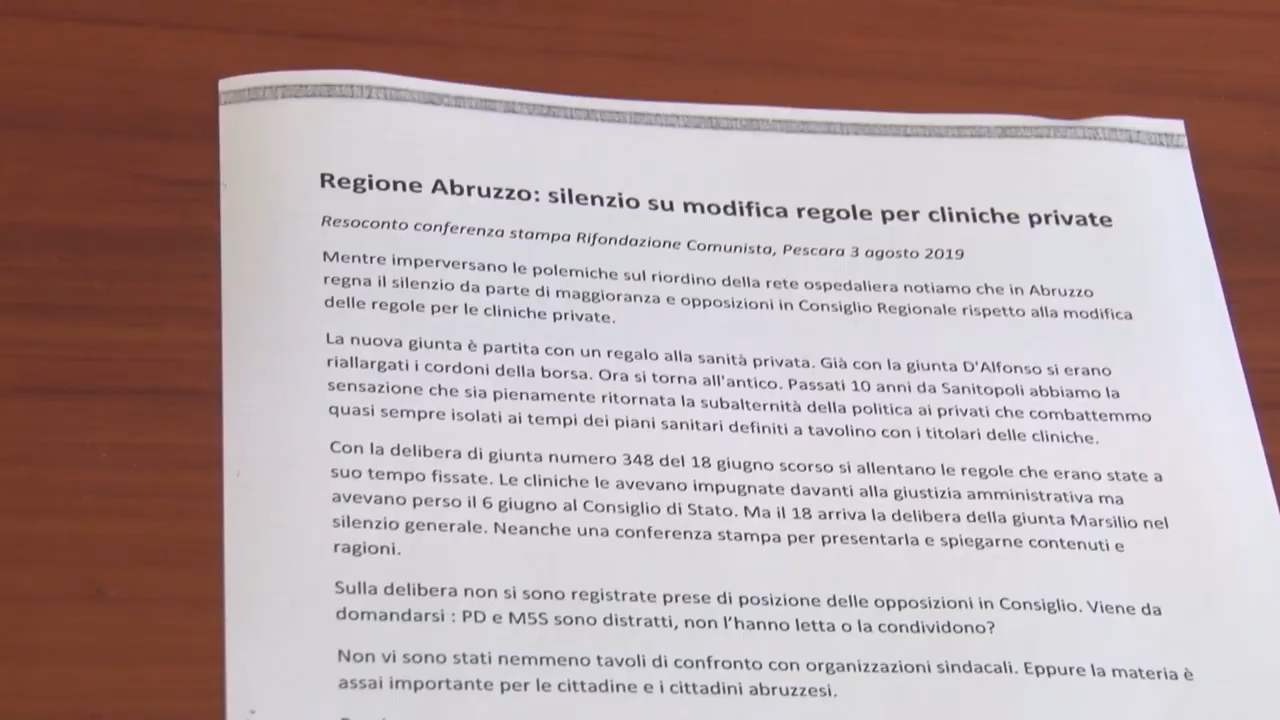 Regione Abruzzo: silenzio su modifica regole per cliniche private
Resoconto conferenza stampa Rifondazione Comunista, Pescara 3 agosto 2019
Mentre imperversano le polemiche sul riordino della rete ospedaliera notiamo che in Abruzzo
regna il silenzio da parte di maggioranza e opposizioni in Consiglio Regionale rispetto alla modifica
delle regole per le cliniche private.
La nuova giunta è partita con un regalo alla sanità privata. Già con la giunta D'Alfonso si erano
riallargati i cordoni della borsa. Ora si torna all'antico. Passati 10 anni da Sanitopoli abbiamo la
sensazione che sia pienamente ritornata la subalternità della politica ai privati che combattemmo
quasi sempre isolati ai tempi dei piani sanitari definiti a tavolino con i titolari delle cliniche.
Con la delibera di giunta numero 348 del 18 giugno scorso si allentano le regole che erano state a
suo tempo fissate. Le cliniche le avevano impugnate davanti alla giustizia amministrativa ma
avevano perso il 6 giugno al Consiglio di Stato. Ma il 18 arriva la delibera della giunta Marsilio nel
silenzio generale. Neanche una conferenza stampa per presentarla e spiegarne contenuti e
ragioni.
Sulla delibera non si sono registrate prese di posizione delle opposizioni in Consiglio. Viene da
domandarsi : PD e M5S sono distratti, non l’hanno letta o la condividono?
Non vi sono stati nemmeno tavoli di confronto con organizzazioni sindacali. Eppure la materia è
assai importante per le cittadine e i cittadini abruzzesi.